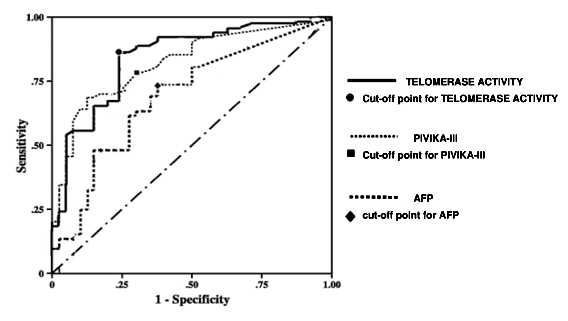 1.00
.75
.50
.25
0
Sensitivity
0 .25 .50 .75 1.00
1 - Specificity
TELOMERASE ACTIVITY
Cut-off point for TELOMERASE ACTIVITY
PIVIKA-III
Cut-off point for PIVIKA-III
AFP
cut-off point for AFP